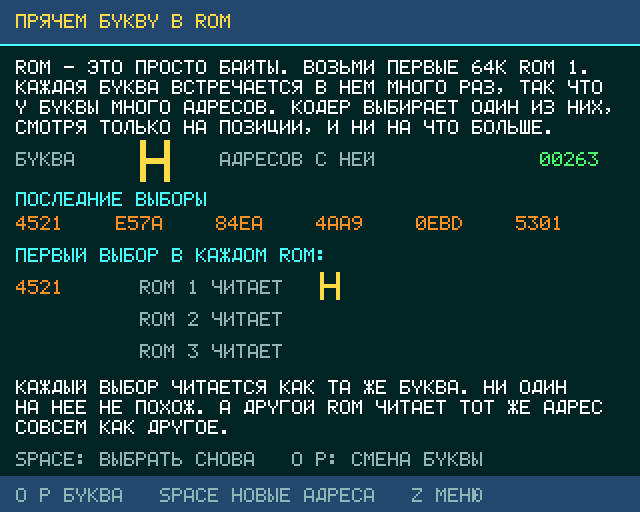 ПРЯЧЕМ БУКВУ В ROM
ROM - ЭТО ПРОСТО БАЙТЫ. ВОЗЬМИ ПЕРВЫЕ 64K ROM 1.
КАЖДАЯ БУКВА ВСТРЕЧАЕТСЯ В НЕМ МНОГО РАЗ, ТАК ЧТО
У БУКВЫ МНОГО АДРЕСОВ. КОДЕР ВЫБИРАЕТ ОДИН ИЗ НИХ,
СМОТРЯ ТОЛЬКО НА ПОЗИЦИИ, И НИ НА ЧТО БОЛЬШЕ.
БУКВА Н АДРЕСОВ С НЕЙ 00263
ПОСЛЕДНИЕ ВЫБОРЫ
4521 E57A 84EA 4AA9 0EBD 5301
ПЕРВЫЙ ВЫБОР В КАЖДОМ ROM:
4521 ROM 1 ЧИТАЕТ Н
ROM 2 ЧИТАЕТ
ROM 3 ЧИТАЕТ
КАЖДЫЙ ВЫБОР ЧИТАЕТСЯ КАК ТА ЖЕ БУКВА. НИ ОДИН
НА НЕЕ НЕ ПОХОЖ. А ДРУГОЙ ROM ЧИТАЕТ ТОТ ЖЕ АДРЕС
СОВСЕМ КАК ДРУГОЕ.
SPACE: ВЫБРАТЬ СНОВА O P: СМЕНА БУКВЫ
O P БУКВА SPACE НОВЫЕ АДРЕСА Z МЕНЮ